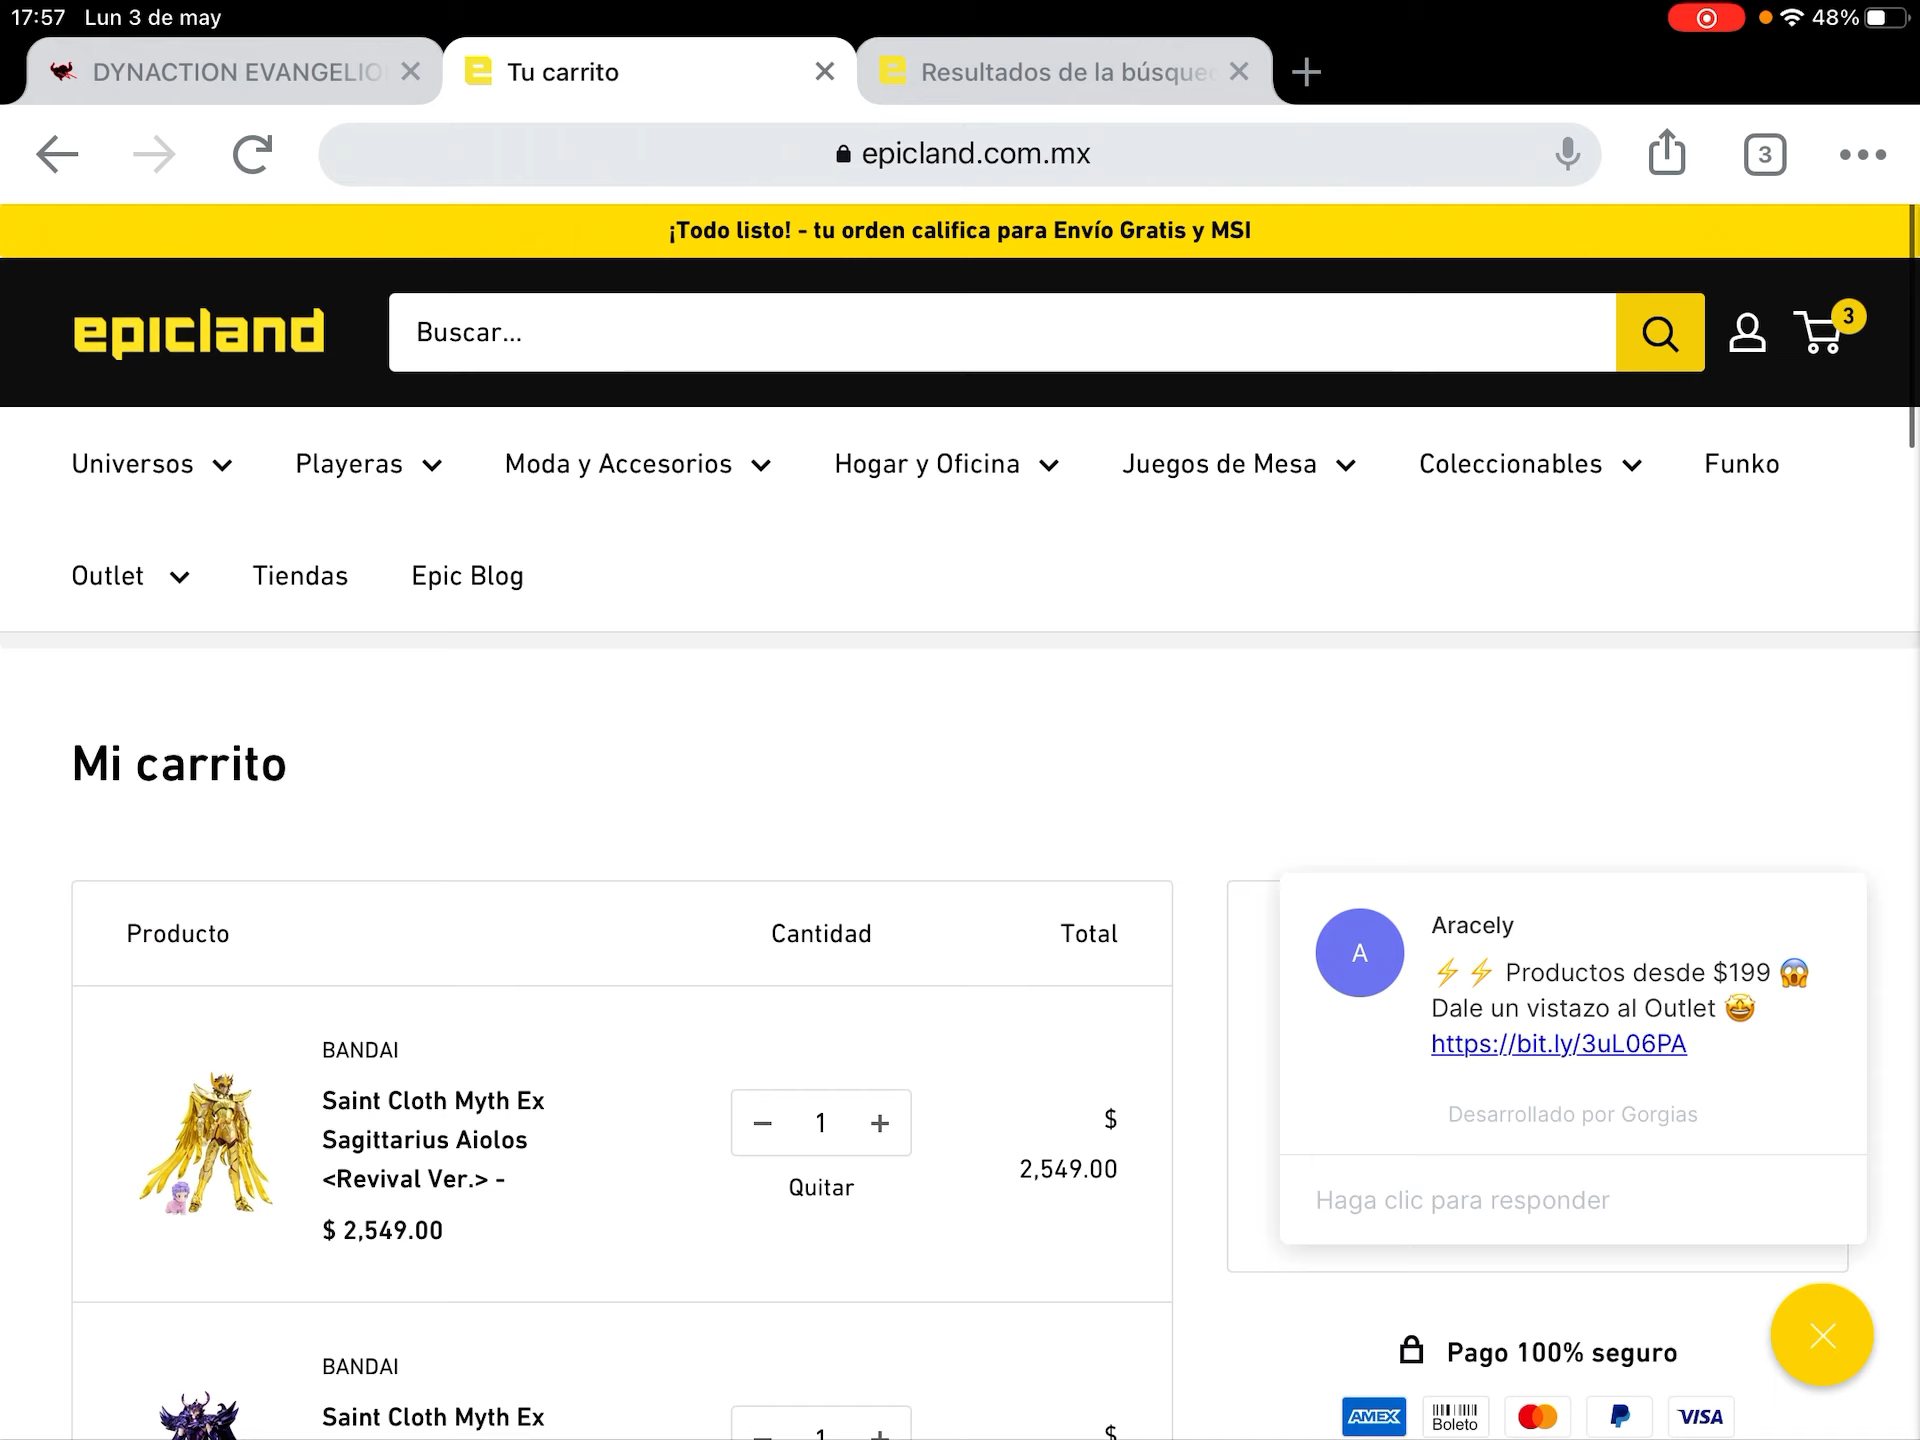 17:57 Lun 3 de may 48%
DYNACTION EVANGELIO Tu carrito Resultados de la búsque
epicland.com.mx 3
¡Todo listo! - tu orden califica para Envío Gratis y MSI
epicland Buscar... 3
Universos Playeras Moda y Accesorios Hogar y Oficina Juegos de Mesa Coleccionables Funko
Outlet Tiendas Epic Blog
Mi carrito
Producto Cantidad Total
BANDAI
Saint Cloth Myth Ex
Sagittarius Aiolos
<Revival Ver.> -
$ 2,549.00
− 1 +
Quitar
$
2,549.00
BANDAI
Saint Cloth Myth Ex
1
$
A
Aracely
⚡⚡ Productos desde $199 😱
Dale un vistazo al Outlet 🤩
https://bit.ly/3uL06PA
Desarrollado por Gorgias
Haga clic para responder
Pago 100% seguro
AMEX Boleto VISA